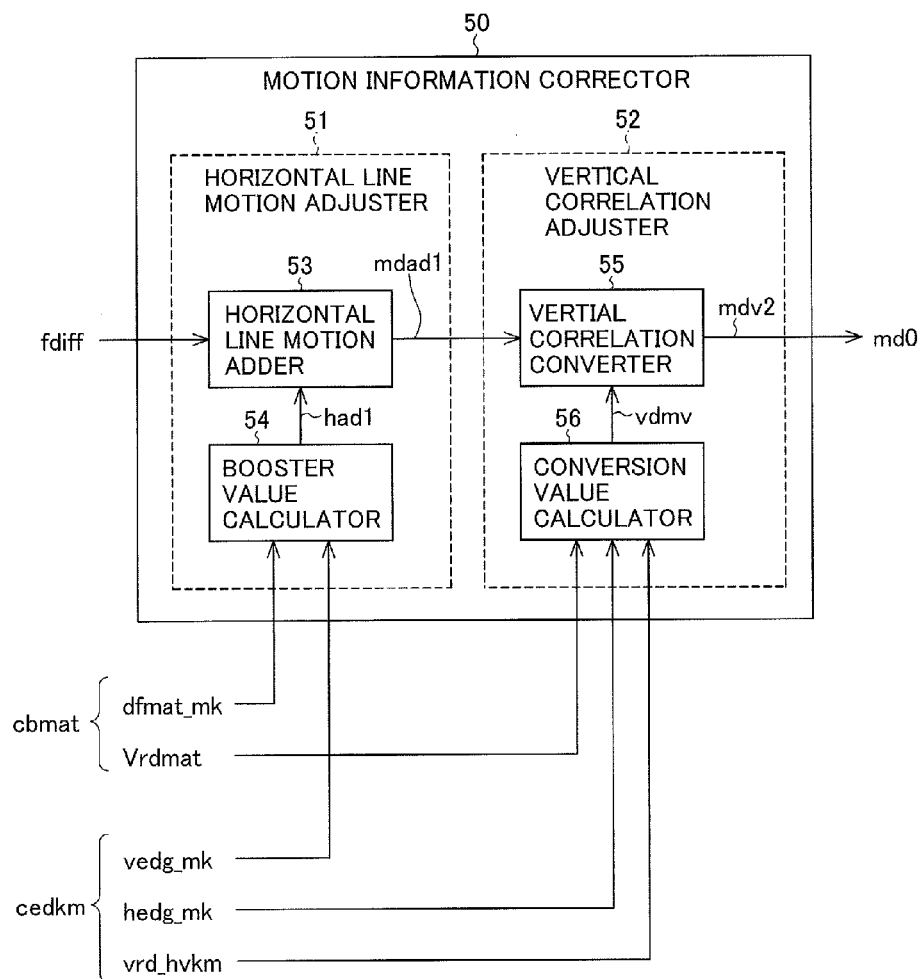 50
MOTION INFORMATION CORRECTOR
51
HORIZONTAL LINE
MOTION ADJUSTER
52
VERTICAL
CORRELATION
ADJUSTER
53
HORIZONTAL
LINE MOTION
ADDER
mdad1
55
VERTIAL
CORRELATION
CONVERTER
mdv2
fdiff
md0
54
had1
BOOSTER
VALUE
CALCULATOR
56
vdmv
CONVERSION
VALUE
CALCULATOR
cbmat
dfmat_mk
Vrdmat
cedkm
vedg_mk
hedg_mk
vrd_hvkm